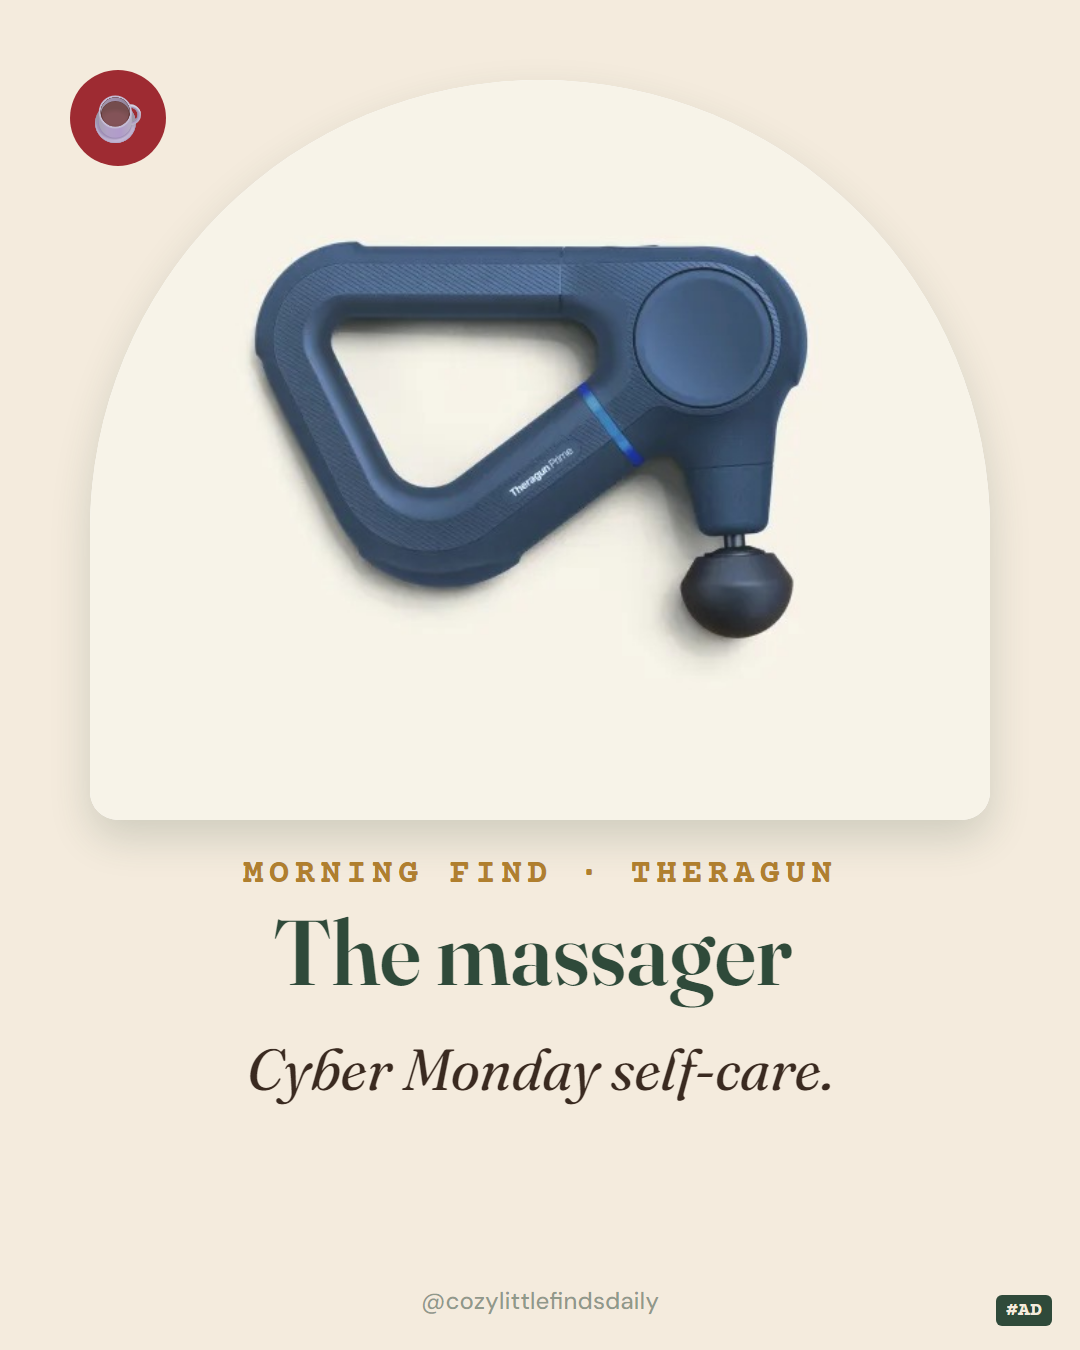 Theragun Prime
MORNING FIND · THERAGUN
The massager
Cyber Monday self-care.
@cozylittlefindsdaily
#AD